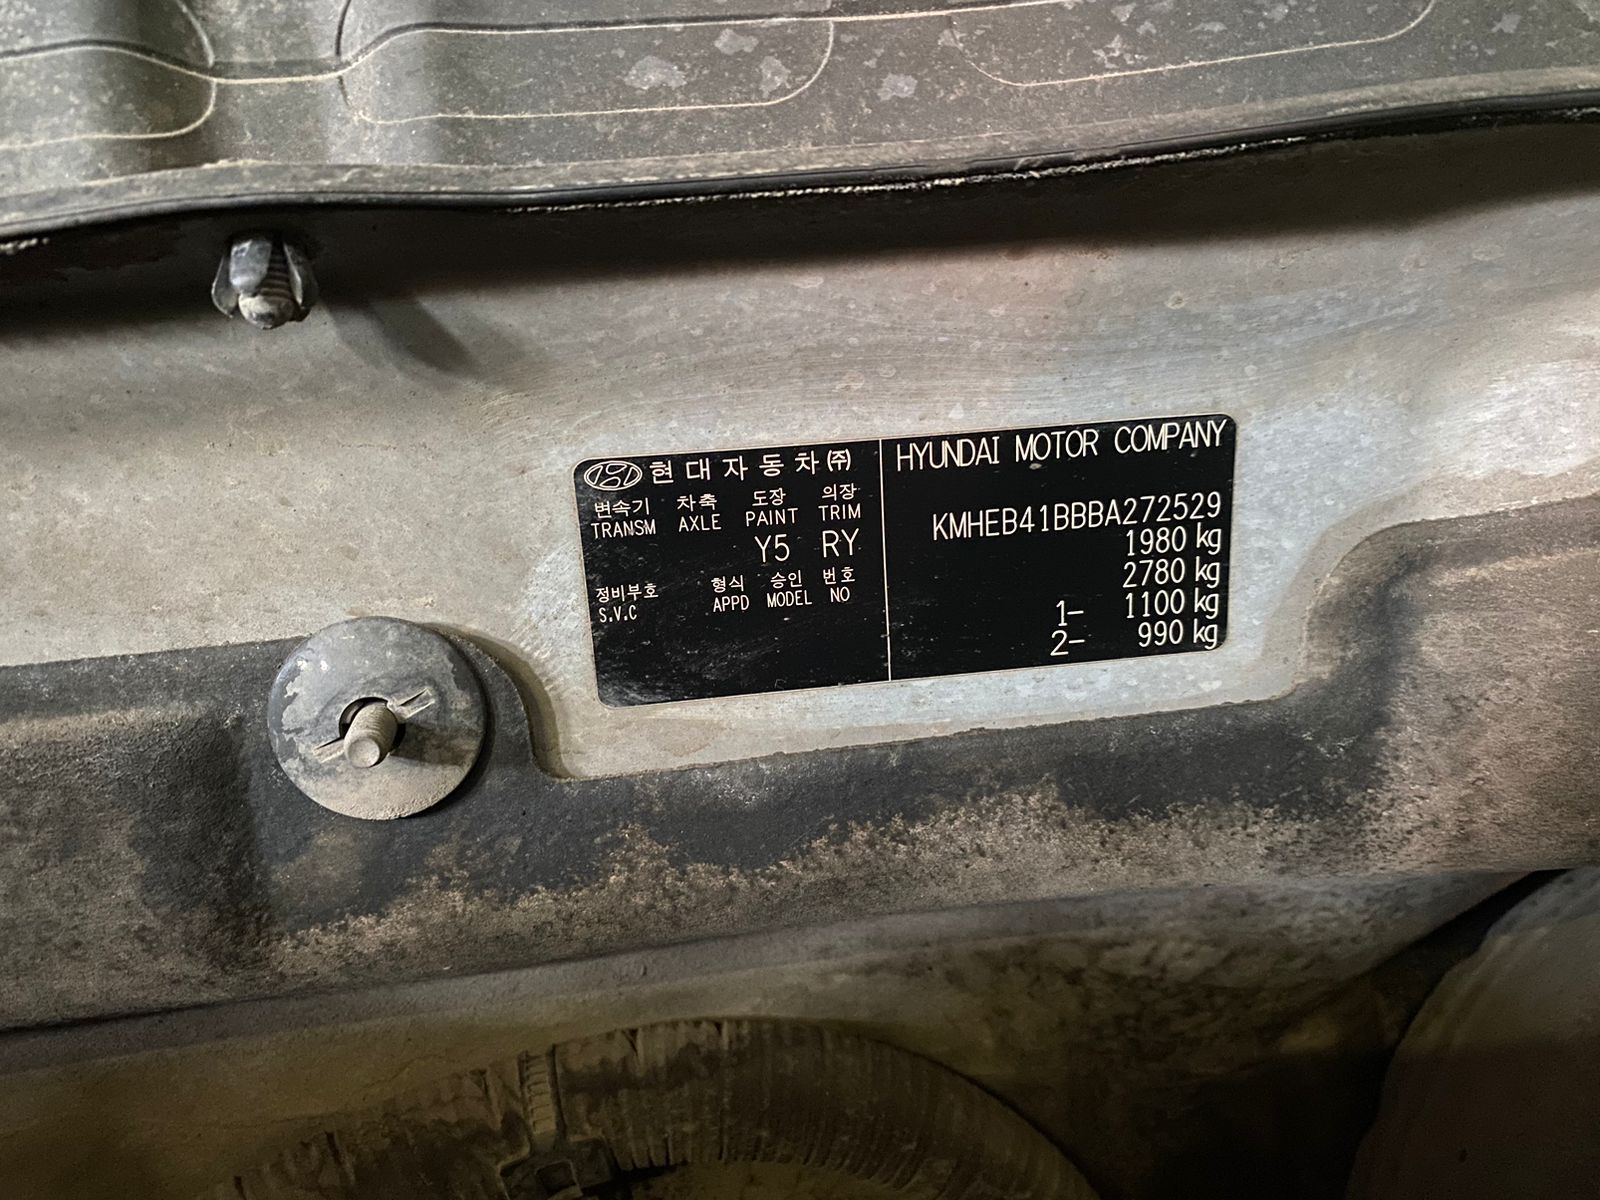 현대자동차(주)
변속기 차축 도장 의장
TRANSM AXLE PAINT TRIM
Y5 RY
정비부호 형식 승인 번호
S.V.C APPD MODEL NO
HYUNDAI MOTOR COMPANY
KMHEB41BBBA272529
1980 kg
2780 kg
1- 1100 kg
2- 990 kg